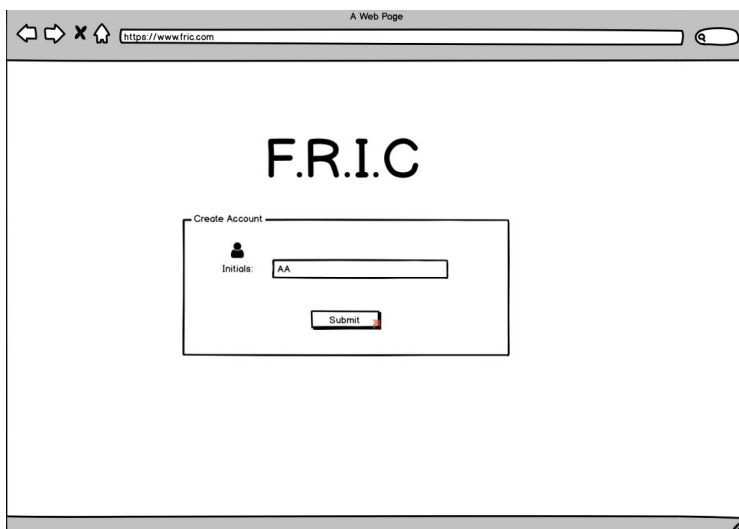 A Web Page
https://www.fric.com
F.R.I.C
Create Account
Initials:
AA
Submit